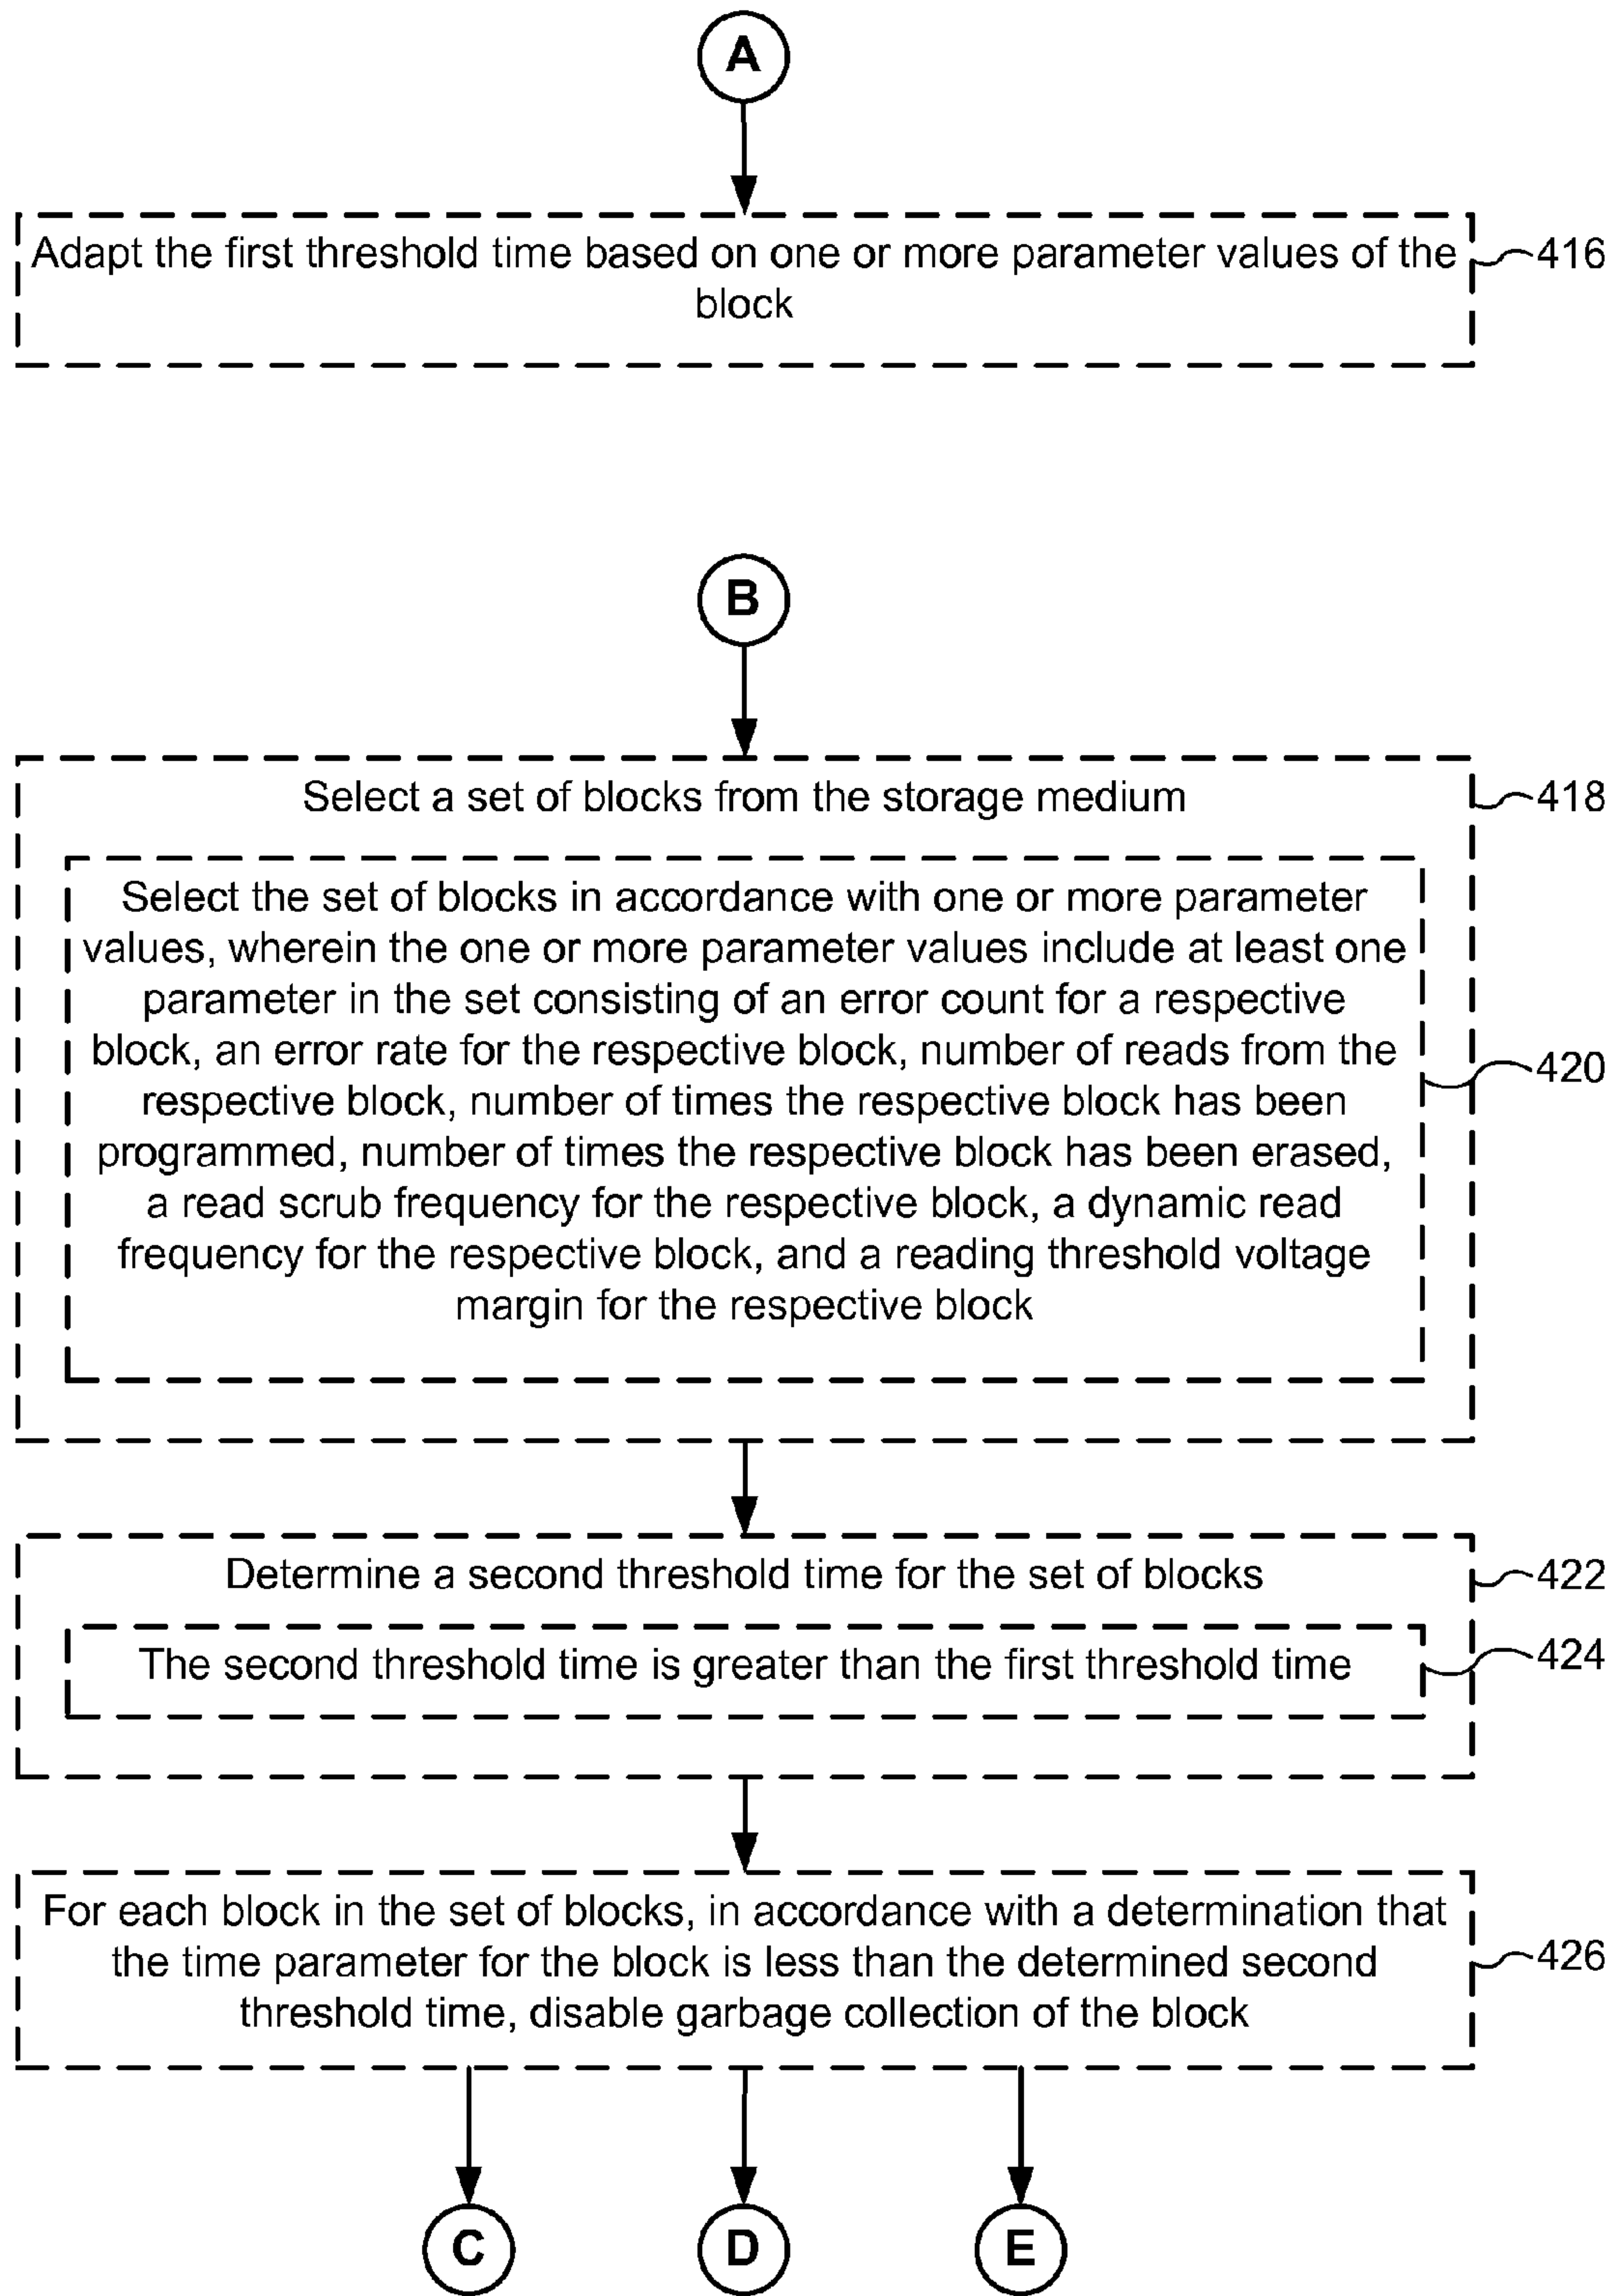 A
Adapt the first threshold time based on one or more parameter values of the
block
416
B
Select a set of blocks from the storage medium
418
Select the set of blocks in accordance with one or more parameter
values, wherein the one or more parameter values include at least one
parameter in the set consisting of an error count for a respective
block, an error rate for the respective block, number of reads from the
respective block, number of times the respective block has been
programmed, number of times the respective block has been erased,
a read scrub frequency for the respective block, a dynamic read
frequency for the respective block, and a reading threshold voltage
margin for the respective block
420
Determine a second threshold time for the set of blocks
422
The second threshold time is greater than the first threshold time
424
For each block in the set of blocks, in accordance with a determination that
the time parameter for the block is less than the determined second
threshold time, disable garbage collection of the block
426
C
D
E